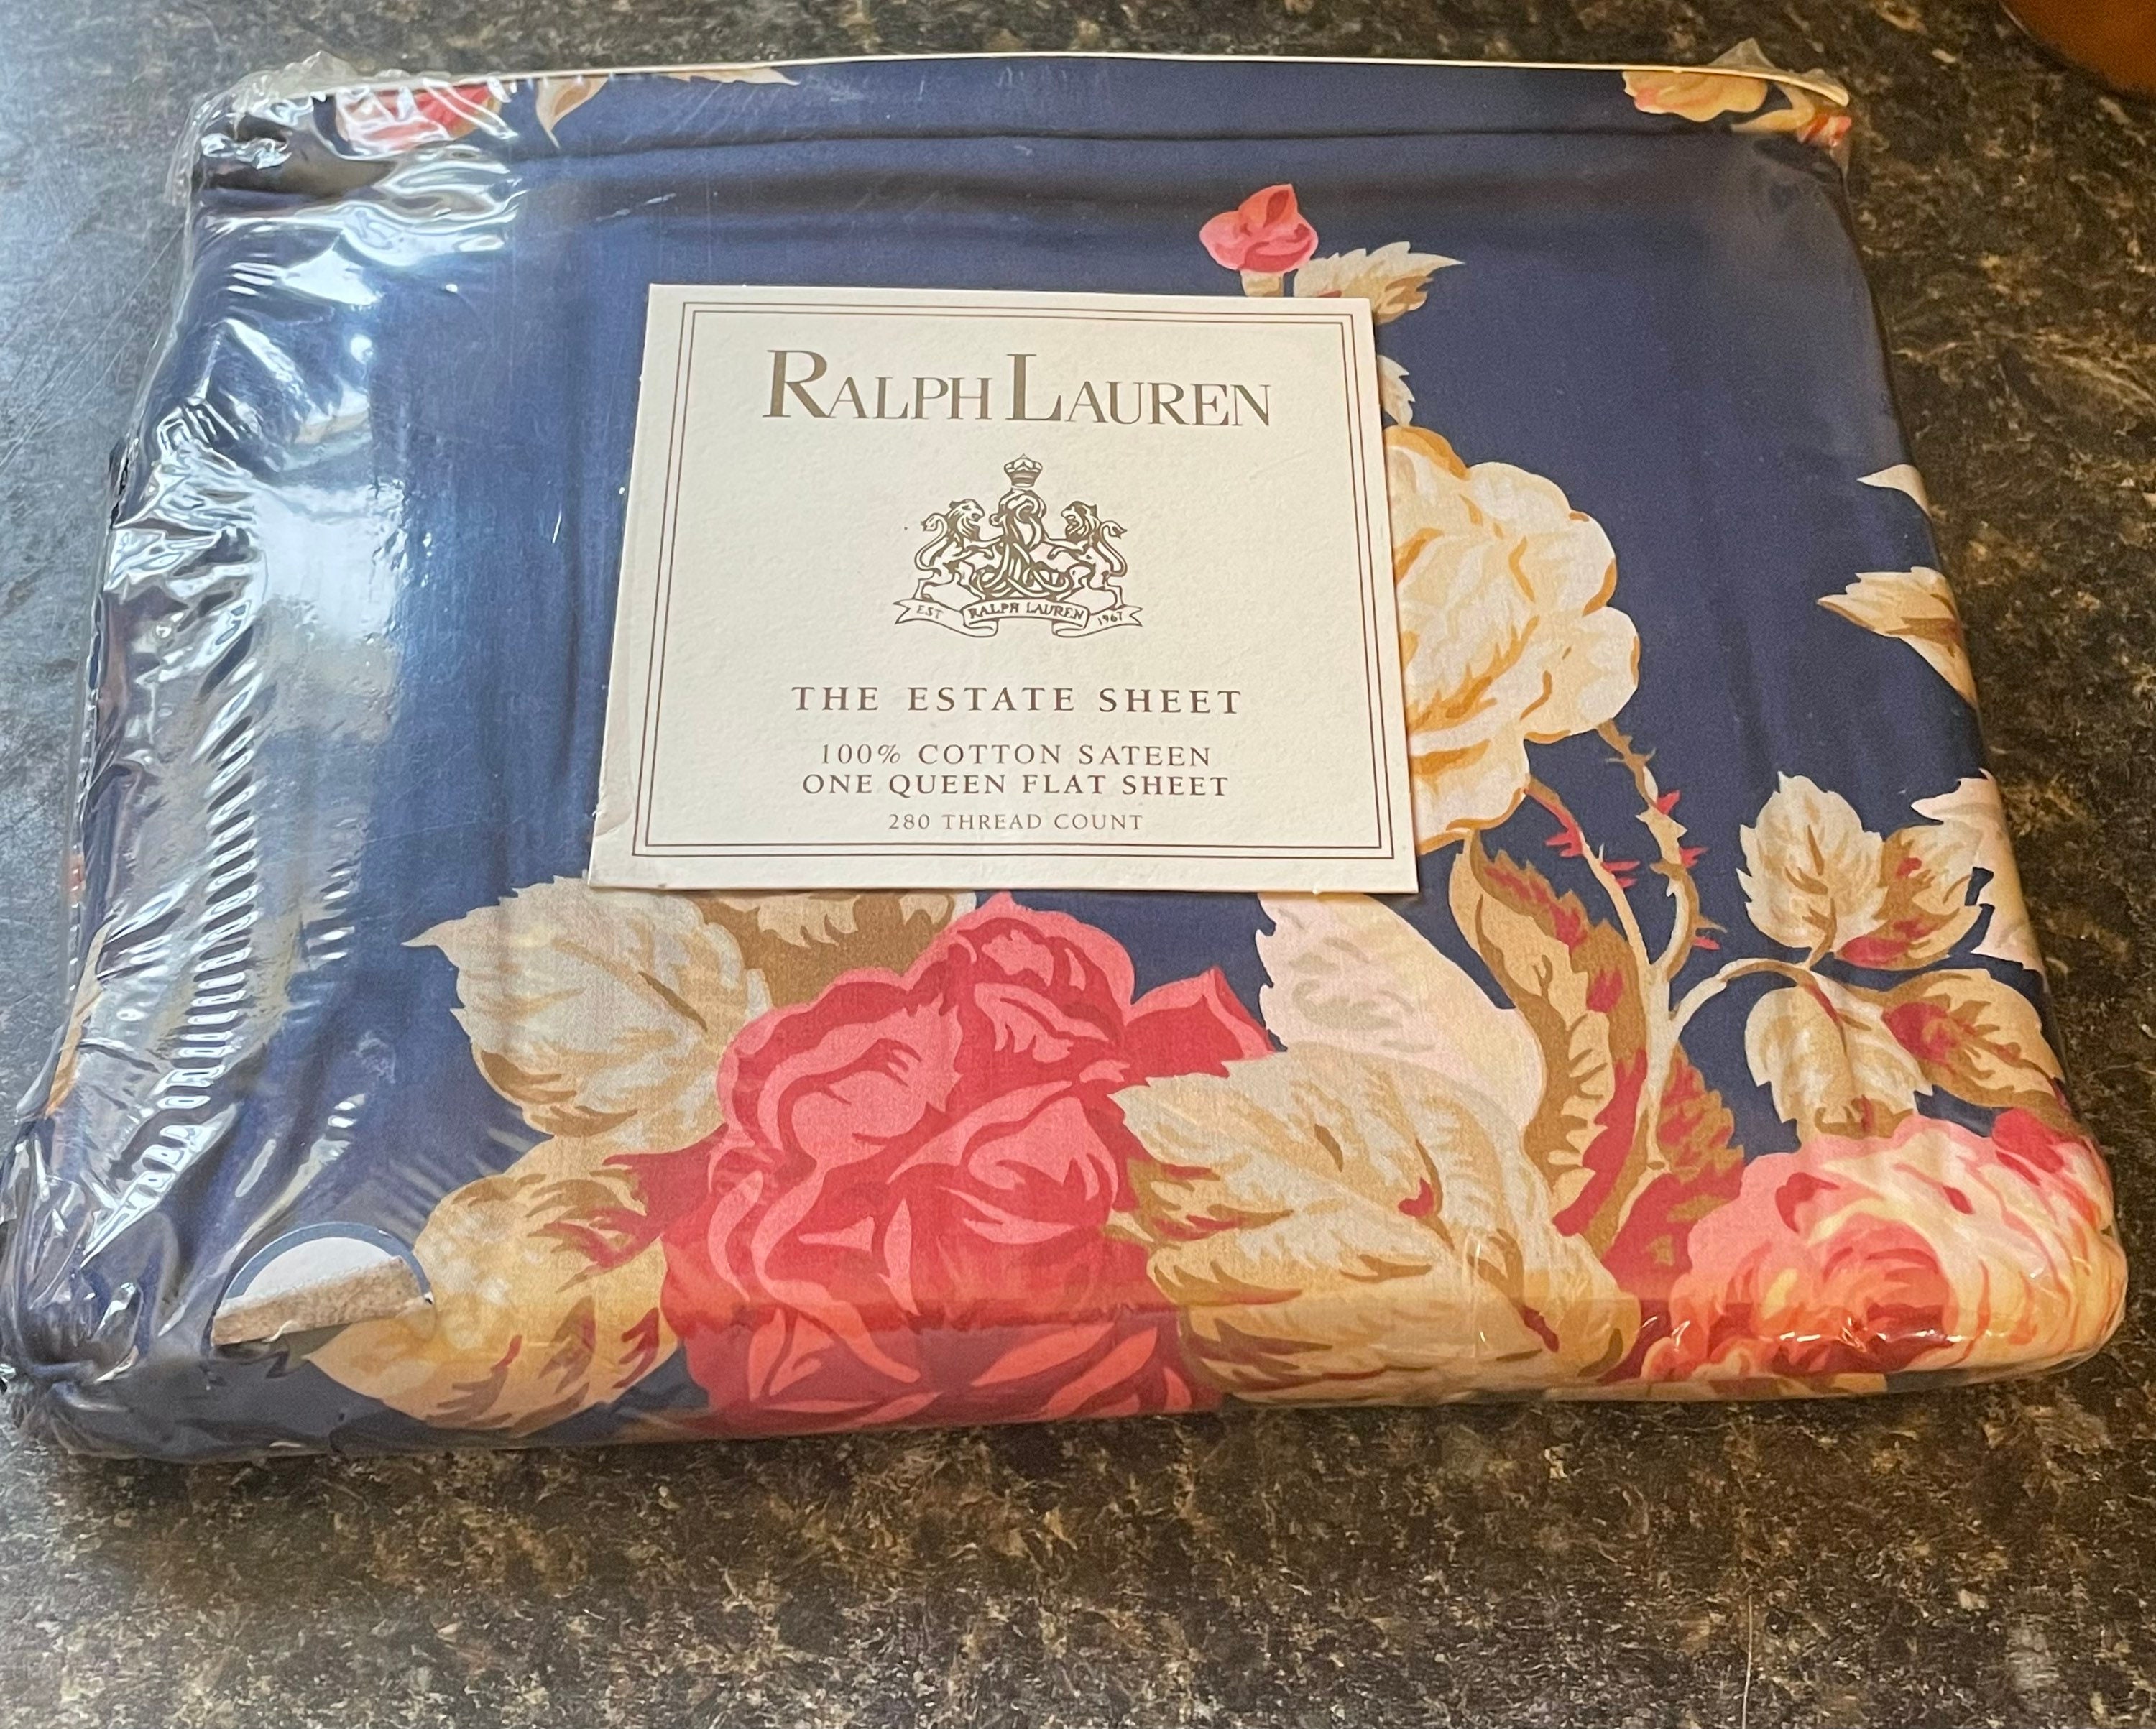 RALPH LAUREN
EST RALPH LAUREN 1967
THE ESTATE SHEET
100% COTTON SATEEN
ONE QUEEN FLAT SHEET
280 THREAD COUNT